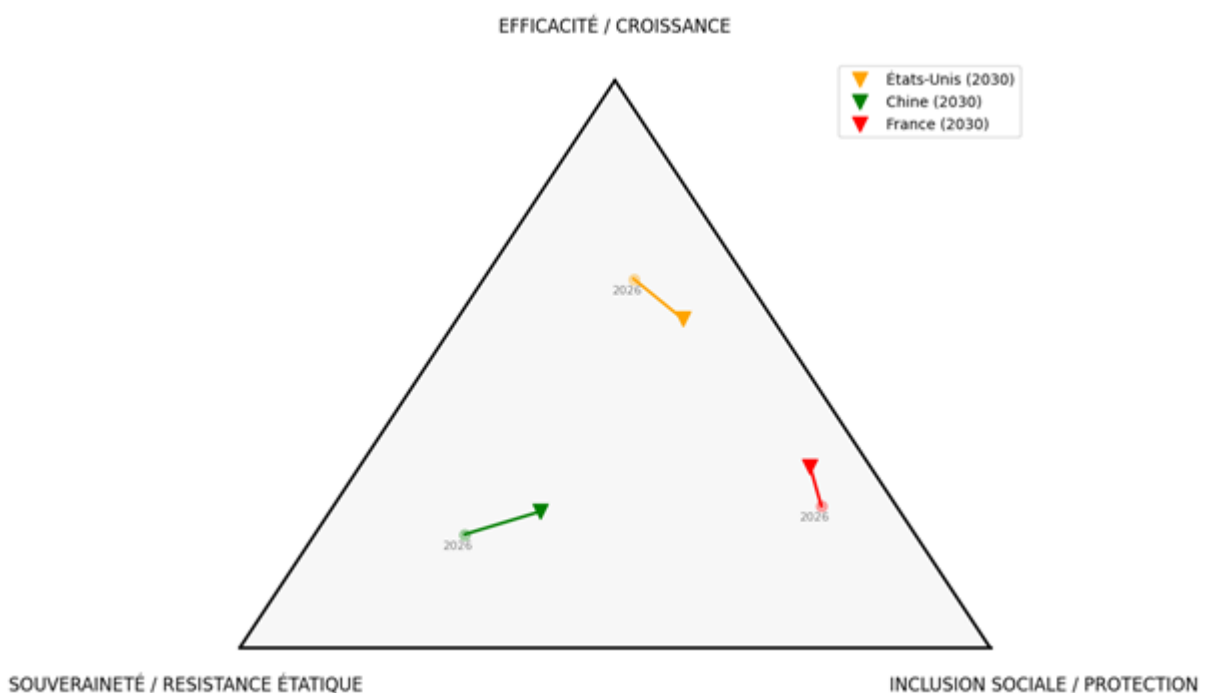 EFFICACITÉ / CROISSANCE
États-Unis (2030)
Chine (2030)
France (2030)
2026
2026
2026
SOUVERAINETÉ / RESISTANCE ÉTATIQUE
INCLUSION SOCIALE / PROTECTION